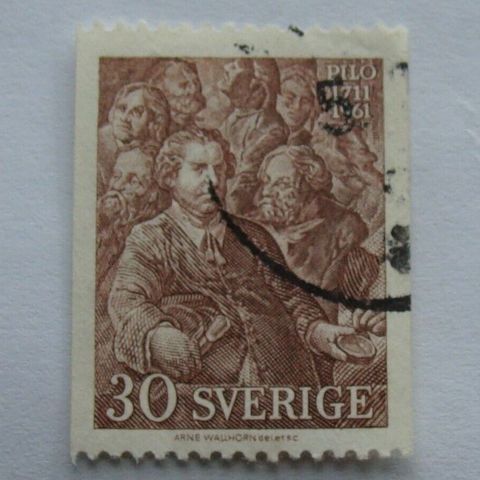 PILO
1711
1961
30 SVERIGE
ARNE WALLHORN del. et sc.